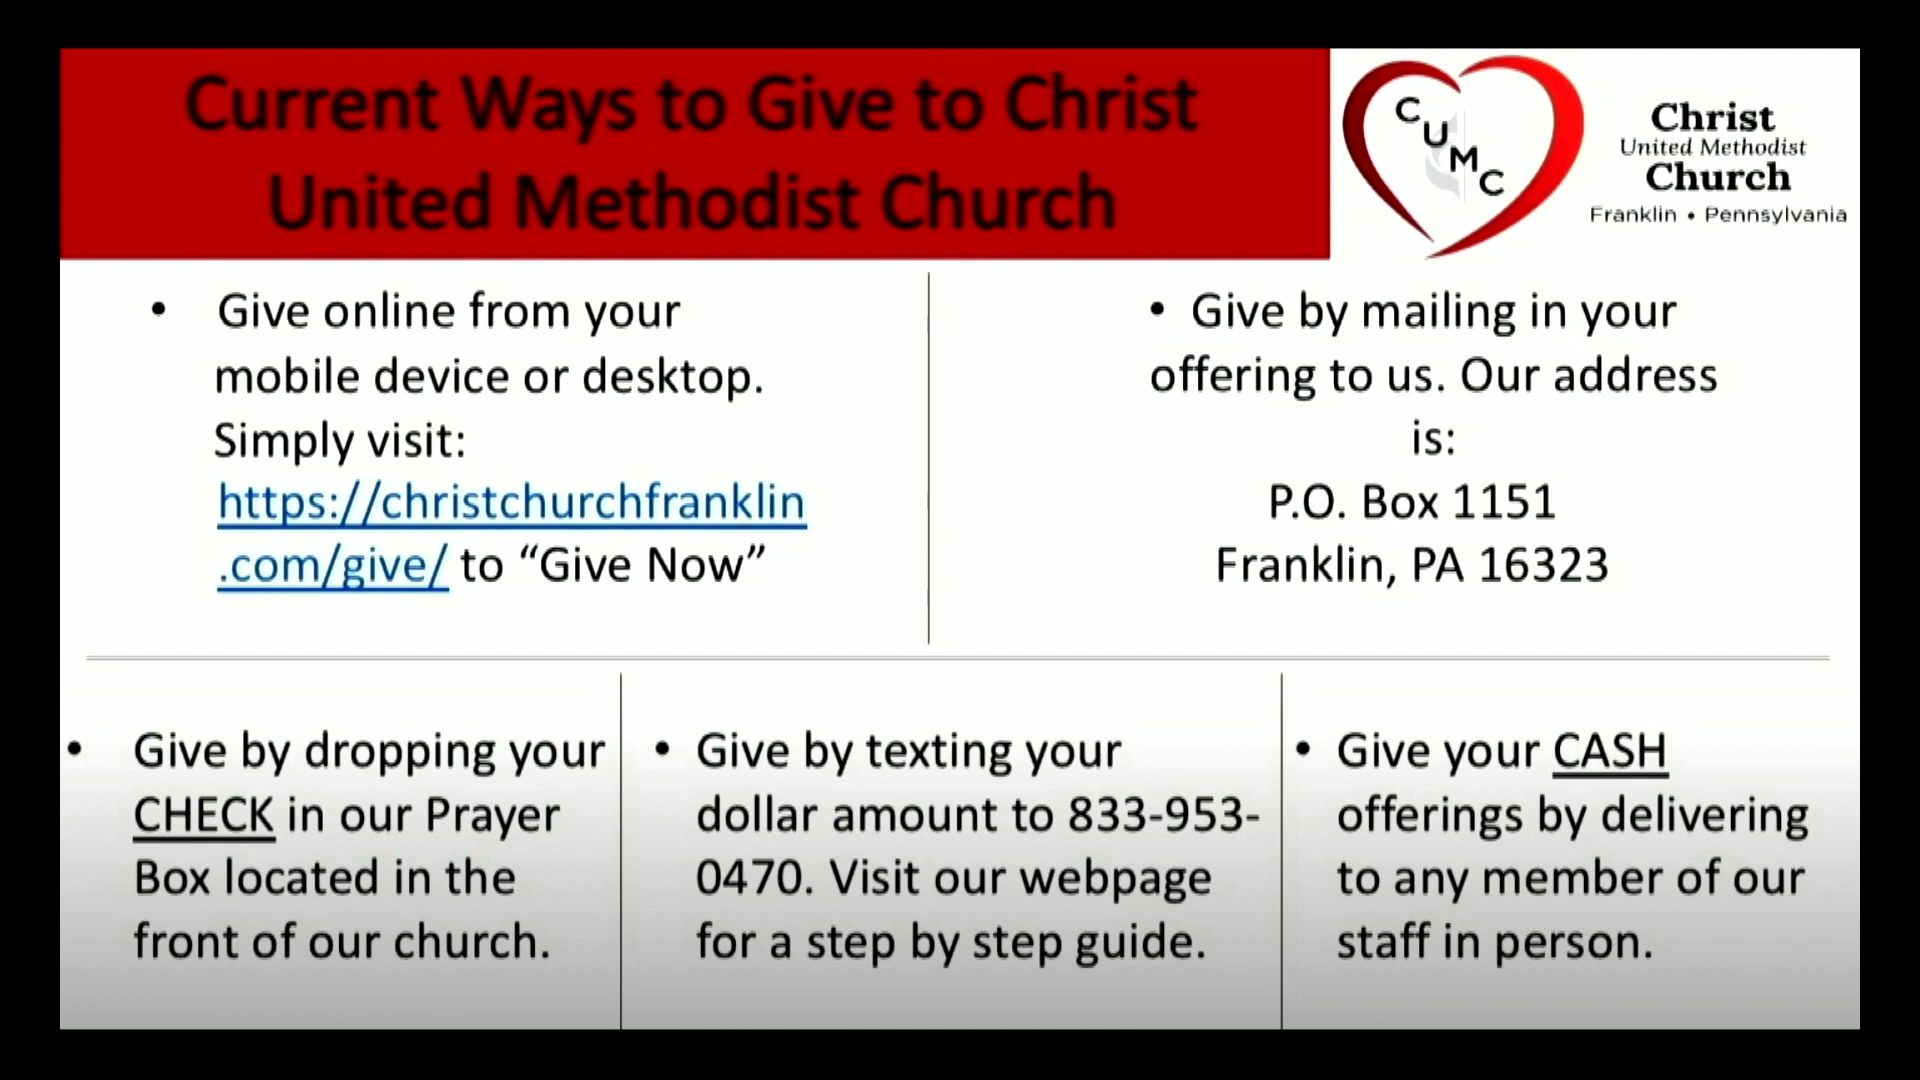 Current Ways to Give to Christ
United Methodist Church
C
U
M
C
Christ
United Methodist
Church
Franklin • Pennsylvania
• Give online from your
mobile device or desktop.
Simply visit:
https://christchurchfranklin
.com/give/ to “Give Now”
• Give by mailing in your
offering to us. Our address
is:
P.O. Box 1151
Franklin, PA 16323
• Give by dropping your
CHECK in our Prayer
Box located in the
front of our church.
• Give by texting your
dollar amount to 833-953-
0470. Visit our webpage
for a step by step guide.
• Give your CASH
offerings by delivering
to any member of our
staff in person.